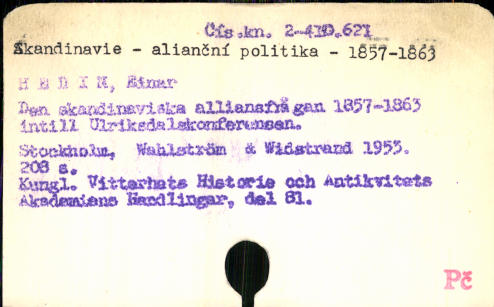 Čís.kn. 2-410.621
Skandinavie - alianční politika - 1857-1863
H E D I N, Einar
Den skandinaviska alliansfrågan 1857-1863
intill Ulriksdalskonferensen.
Stockholm, Wahlström & Widstrand 1953.
208 s.
Kungl. Vitterhets Historie och Antikvitets
Akademiens Handlingar, del 81.
Pč